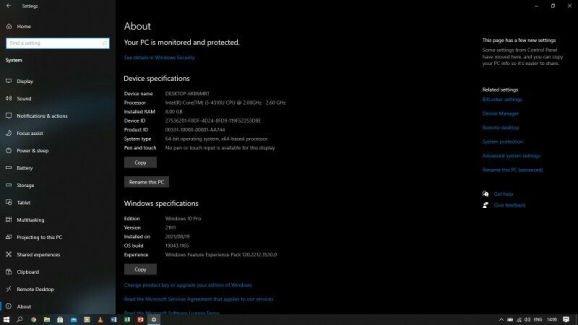 Settings
Home
Find a setting
System
Display
Sound
Notifications & actions
Focus assist
Power & sleep
Battery
Storage
Tablet
Multitasking
Projecting to this PC
Shared experiences
Clipboard
Remote Desktop
About
About
Your PC is monitored and protected.
See details in Windows Security
Device specifications
Device name
Processor Intel(R) Core(TM) i5-4310U CPU @ 2.00GHz 2.60 GHz
Installed RAM 8.00 GB
Device ID
Product ID 00331-10000-00001-AA744
System type 64-bit operating system, x64-based processor
Pen and touch No pen or touch input is available for this display
Copy
Rename this PC
Windows specifications
Edition Windows 10 Pro
Version 21H1
Installed on 2021/08/19
OS build 19043.1165
Experience Windows Feature Experience Pack 120.2212.3530.0
Copy
Change product key or upgrade your edition of Windows
Read the Microsoft Services Agreement that applies to our services
Read the Microsoft Software License Terms
This page has a few new settings
Some settings from Control Panel
have moved here, and you can copy
your PC info so it's easier to share.
Related settings
BitLocker settings
Device Manager
Remote desktop
System protection
Advanced system settings
Rename this PC (advanced)
Get help
Give feedback
ENG